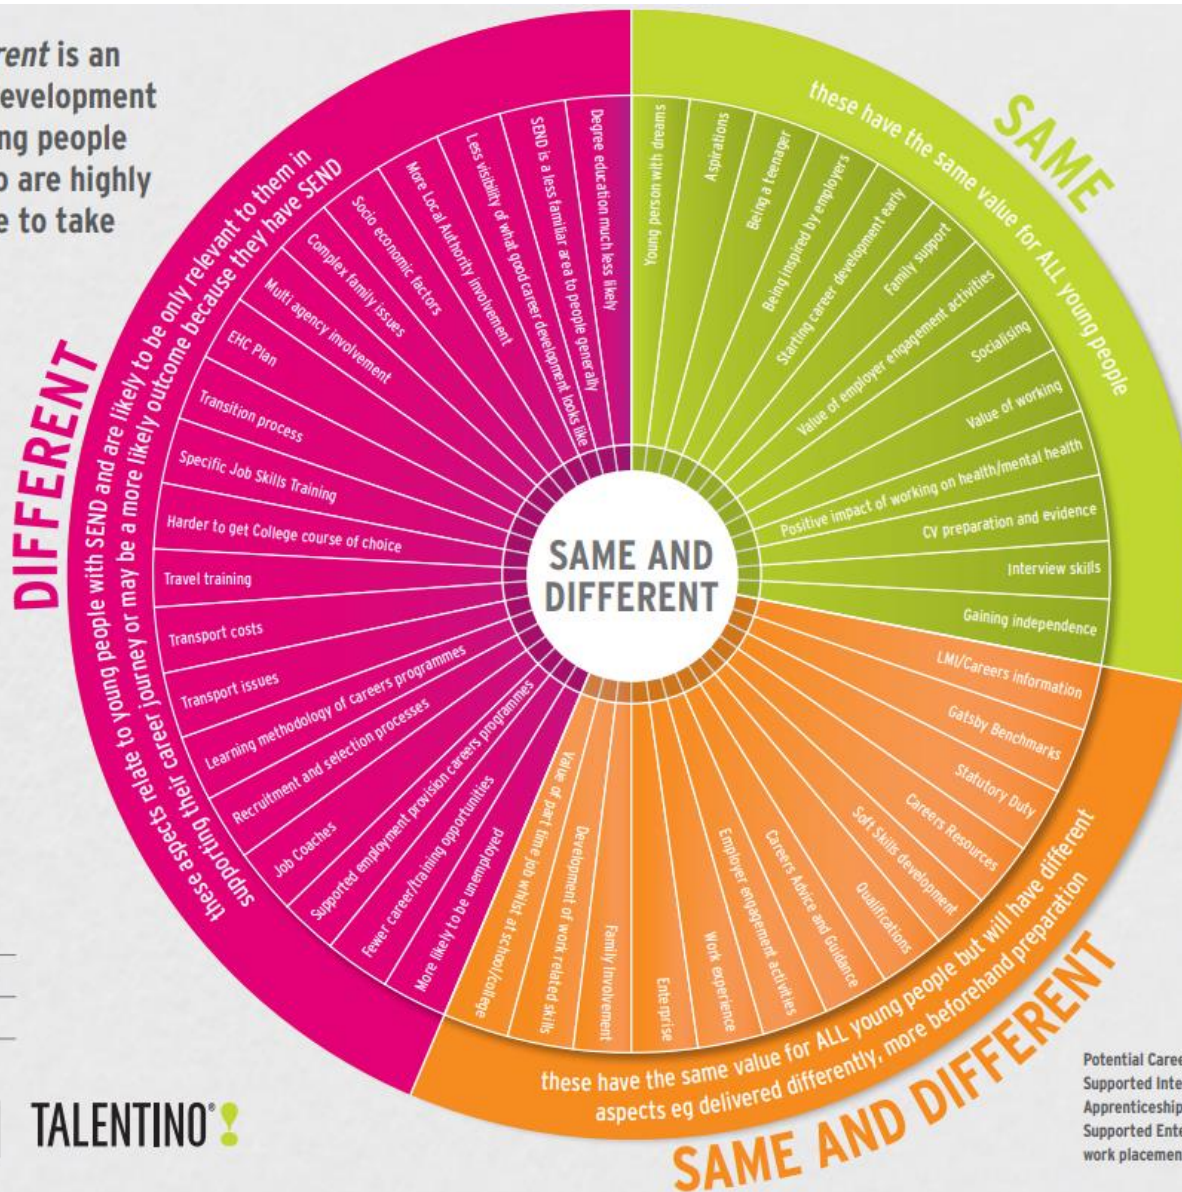 rent is an
evelopment
ng people
o are highly
e to take
SAME
these have the same value for ALL young people
Young person with dreams
Aspirations
Being a teenager
Being inspired by employers
Starting career development early
Family support
Value of employer engagement activities
Socialising
Value of working
Positive impact of working on health/mental health
CV preparation and evidence
Interview skills
Gaining independence
SAME AND DIFFERENT
these have the same value for ALL young people but will have different
aspects eg delivered differently, more beforehand preparation
LMI/Careers information
Gatsby Benchmarks
Statutory Duty
Careers Resources
Soft Skills development
Qualifications
Careers Advice and Guidance
Employer engagement activities
Work experience
Enterprise
Family Involvement
Development of work related skills
Value of part time job whilst at school/college
DIFFERENT
these aspects relate to young people with SEND and are likely to be only relevant to them in
supporting their career journey or may be a more likely outcome because they have SEND
More likely to be unemployed
Fewer career/training opportunities
Supported employment provision careers programmes
Job Coaches
Recruitment and selection processes
Learning methodology of careers programmes
Transport issues
Transport costs
Travel training
Harder to get College course of choice
Specific Job Skills Training
Transition process
EHC Plan
Multi agency involvement
Complex family issues
Socio economic factors
More Local Authority involvement
Less visibility of what good career development looks like
SEND is a less familiar area to people generally
Degree education much less likely
SAME AND
DIFFERENT
TALENTINO®
Potential Caree
Supported Inte
Apprenticeship
Supported Ente
work placemen